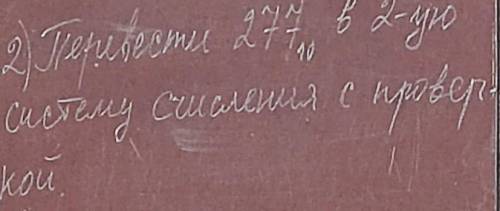 2) Перевести 277₁₀ в 2-ую
систему счисления с провер-
кой.